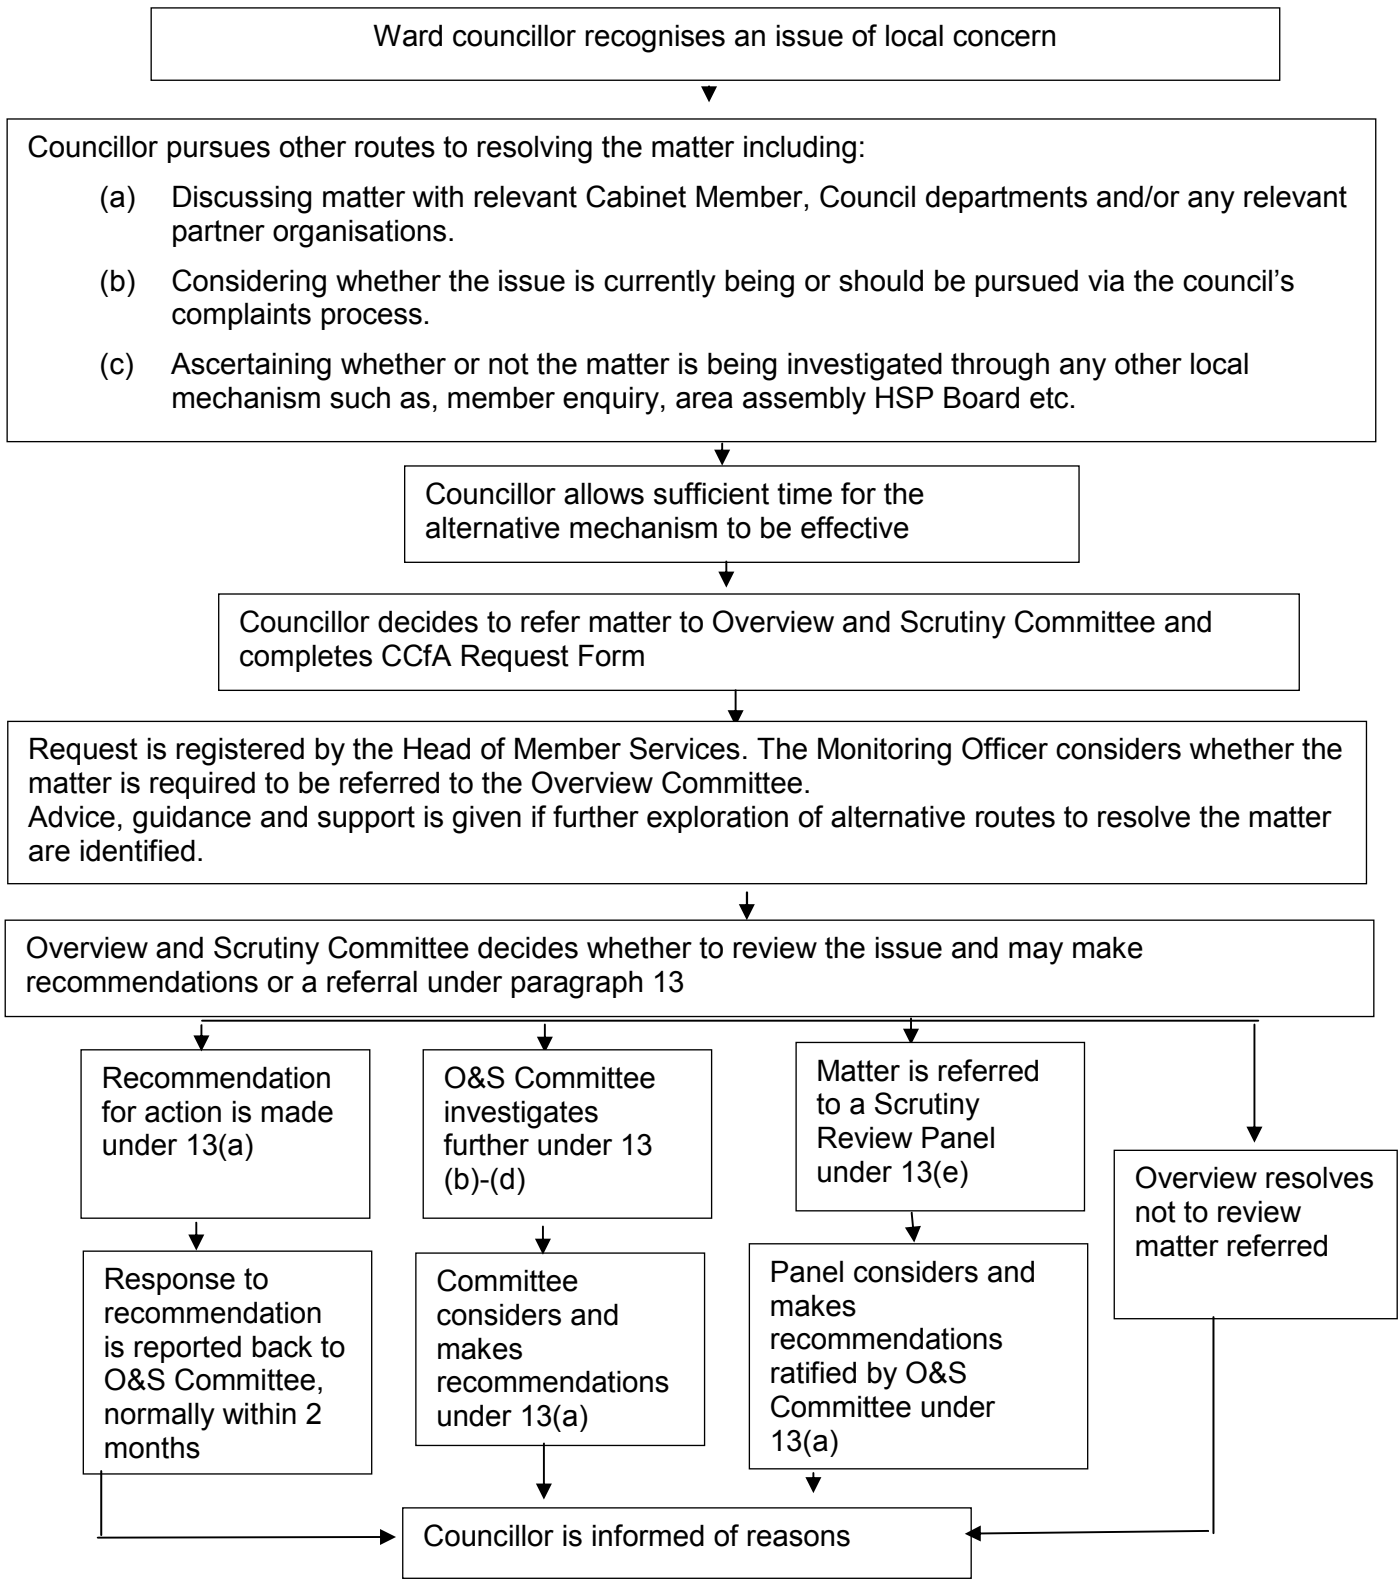 Ward councillor recognises an issue of local concern
Councillor pursues other routes to resolving the matter including:
(a) Discussing matter with relevant Cabinet Member, Council departments and/or any relevant
partner organisations.
(b) Considering whether the issue is currently being or should be pursued via the council’s
complaints process.
(c) Ascertaining whether or not the matter is being investigated through any other local
mechanism such as, member enquiry, area assembly HSP Board etc.
Councillor allows sufficient time for the
alternative mechanism to be effective
Councillor decides to refer matter to Overview and Scrutiny Committee and
completes CCfA Request Form
Request is registered by the Head of Member Services. The Monitoring Officer considers whether the
matter is required to be referred to the Overview Committee.
Advice, guidance and support is given if further exploration of alternative routes to resolve the matter
are identified.
Overview and Scrutiny Committee decides whether to review the issue and may make
recommendations or a referral under paragraph 13
Recommendation
for action is made
under 13(a)
O&S Committee
investigates
further under 13
(b)-(d)
Matter is referred
to a Scrutiny
Review Panel
under 13(e)
Overview resolves
not to review
matter referred
Response to
recommendation
is reported back to
O&S Committee,
normally within 2
months
Committee
considers and
makes
recommendations
under 13(a)
Panel considers and
makes
recommendations
ratified by O&S
Committee under
13(a)
Councillor is informed of reasons